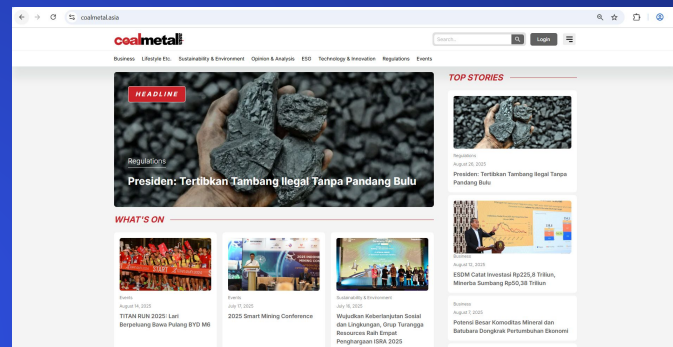 coalmetal.asia
coalmetal
Search...
Login
Business Lifestyle Etc. Sustainability & Environment Opinion & Analysis ESG Technology & Innovation Regulations Events
HEADLINE
Regulations
Presiden: Tertibkan Tambang Ilegal Tanpa Pandang Bulu
WHAT'S ON
Events
August 14, 2025
TITAN RUN 2025: Lari
Berpeluang Bawa Pulang BYD M6
Events
July 17, 2025
2025 Smart Mining Conference
Sustainability & Environment
July 16, 2025
Wujudkan Keberlanjutan Sosial
dan Lingkungan, Grup Turangga
Resources Raih Empat
Penghargaan ISRA 2025
TOP STORIES
Regulations
Presiden: Tertibkan Tambang Ilegal Tanpa
Pandang Bulu
Business
August 12, 2025
ESDM Catat Investasi Rp225,8 Triliun,
Minerba Sumbang Rp50,38 Triliun
Business
August 7, 2025
Potensi Besar Komoditas Mineral dan
Batubara Dongkrak Pertumbuhan Ekonomi